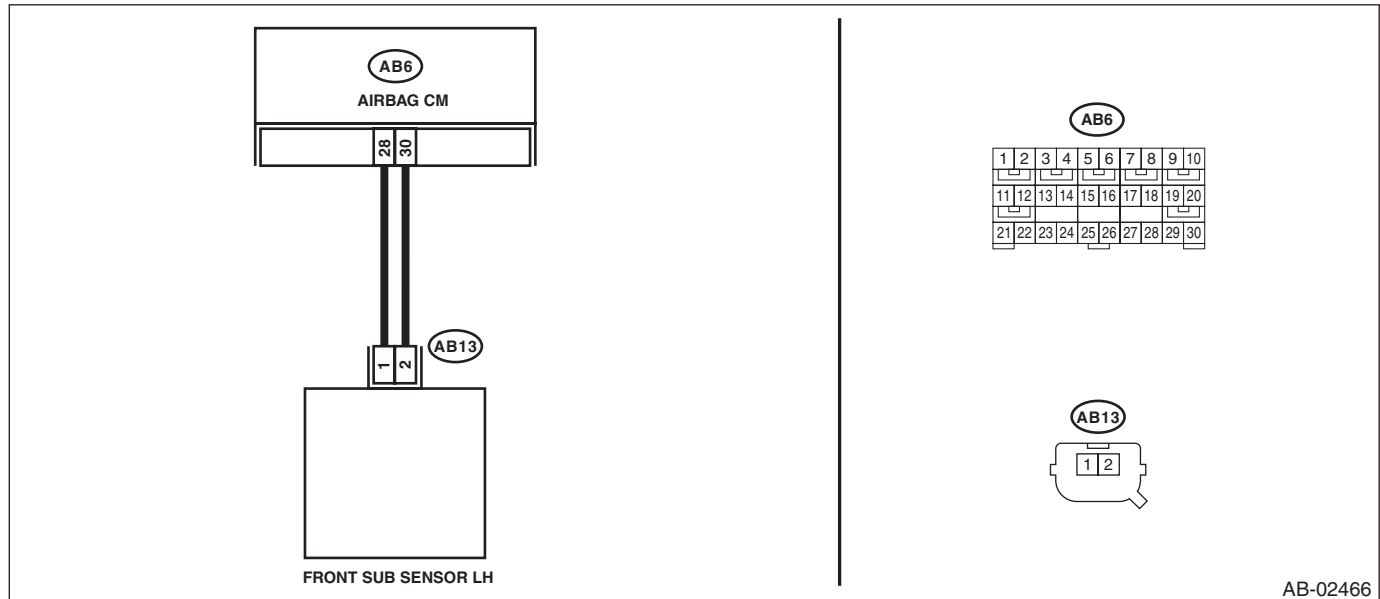 AB6
AIRBAG CM
28 30
1 2
AB13
FRONT SUB SENSOR LH
AB6
1 2 3 4 5 6 7 8 9 10
11 12 13 14 15 16 17 18 19 20
21 22 23 24 25 26 27 28 29 30
AB13
1 2
AB-02466